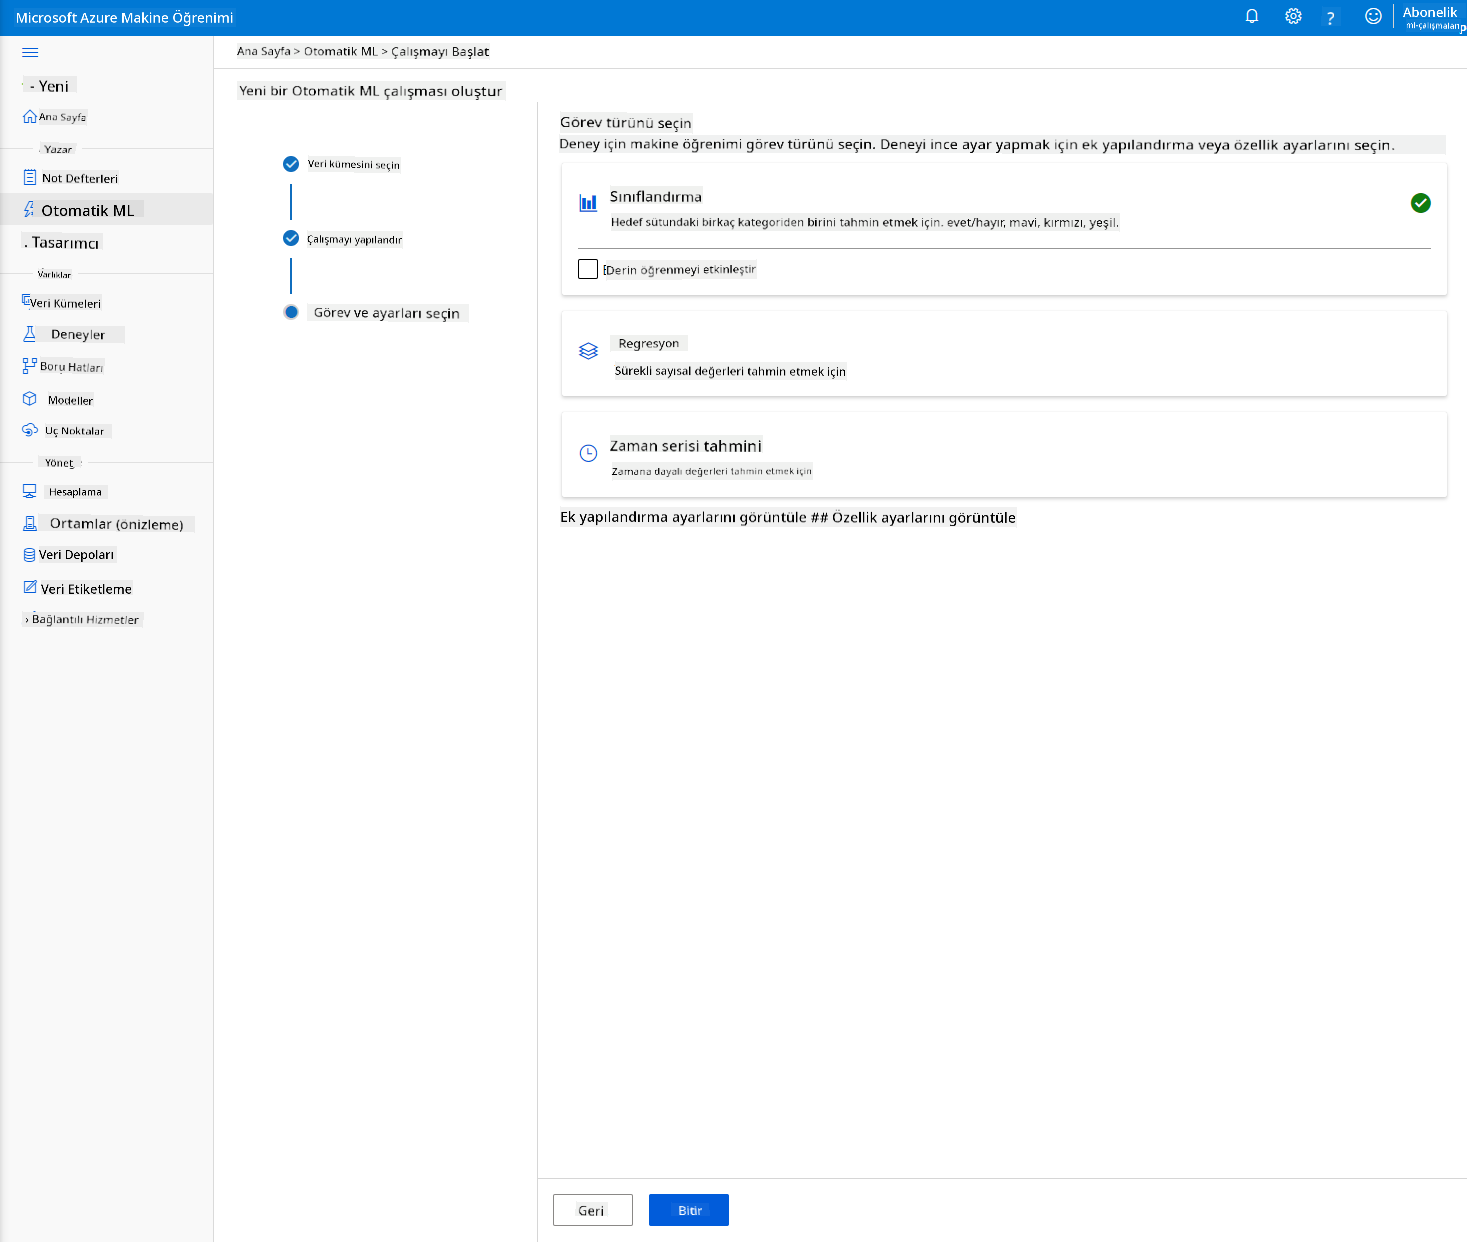 Microsoft Azure Makine Öğrenimi
?
Abonelik
ml-çalışmaları
Ana Sayfa > Otomatik ML > Çalışmayı Başlat
- Yeni
Ana Sayfa
Yazar
Not Defterleri
Otomatik ML
. Tasarımcı
Varlıklar
Veri Kümeleri
Deneyler
Boru Hatları
Modeller
Uç Noktalar
Yönet
Hesaplama
Ortamlar (önizleme)
Veri Depoları
Veri Etiketleme
› Bağlantılı Hizmetler
Yeni bir Otomatik ML çalışması oluştur
Veri kümesini seçin
Çalışmayı yapılandır
Görev ve ayarları seçin
Görev türünü seçin
Deney için makine öğrenimi görev türünü seçin. Deneyi ince ayar yapmak için ek yapılandırma veya özellik ayarlarını seçin.
Sınıflandırma
Hedef sütundaki birkaç kategoriden birini tahmin etmek için. evet/hayır, mavi, kırmızı, yeşil.
Derin öğrenmeyi etkinleştir
Regresyon
Sürekli sayısal değerleri tahmin etmek için
Zaman serisi tahmini
Zamana dayalı değerleri tahmin etmek için
Ek yapılandırma ayarlarını görüntüle ## Özellik ayarlarını görüntüle
Geri
Bitir